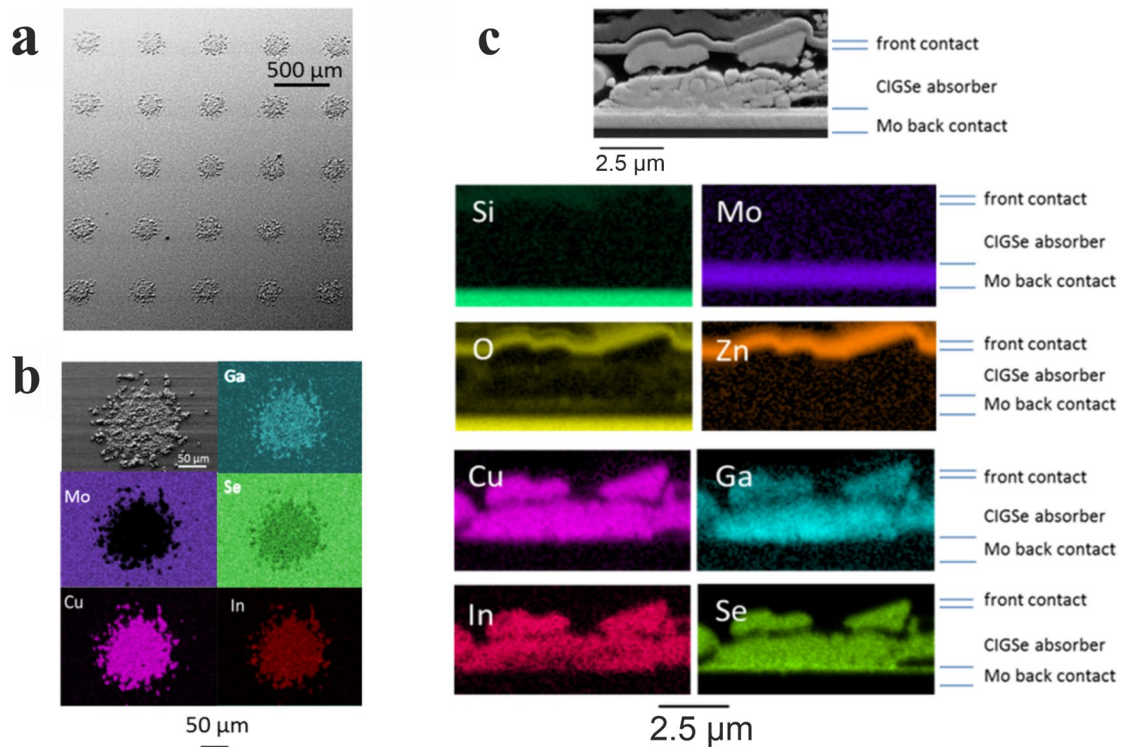 a
500 µm
b
Ga
50 µm
Mo
Se
Cu
In
50 µm
c
front contact
CIGSe absorber
Mo back contact
2.5 µm
Si
Mo
front contact
CIGSe absorber
Mo back contact
O
Zn
front contact
CIGSe absorber
Mo back contact
Cu
Ga
front contact
CIGSe absorber
Mo back contact
In
Se
front contact
CIGSe absorber
Mo back contact
2.5 µm